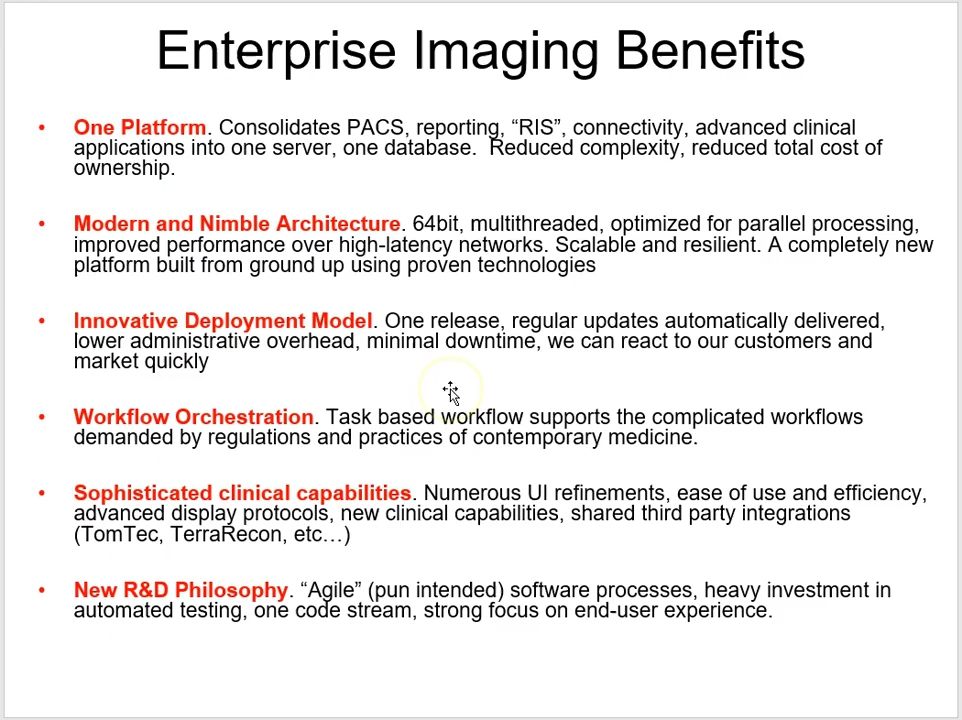 Enterprise Imaging Benefits
• One Platform. Consolidates PACS, reporting, “RIS”, connectivity, advanced clinical
applications into one server, one database.  Reduced complexity, reduced total cost of
ownership.
• Modern and Nimble Architecture. 64bit, multithreaded, optimized for parallel processing,
improved performance over high-latency networks. Scalable and resilient. A completely new
platform built from ground up using proven technologies
• Innovative Deployment Model. One release, regular updates automatically delivered,
lower administrative overhead, minimal downtime, we can react to our customers and
market quickly
• Workflow Orchestration. Task based workflow supports the complicated workflows
demanded by regulations and practices of contemporary medicine.
• Sophisticated clinical capabilities. Numerous UI refinements, ease of use and efficiency,
advanced display protocols, new clinical capabilities, shared third party integrations
(TomTec, TerraRecon, etc…)
• New R&D Philosophy. “Agile” (pun intended) software processes, heavy investment in
automated testing, one code stream, strong focus on end-user experience.